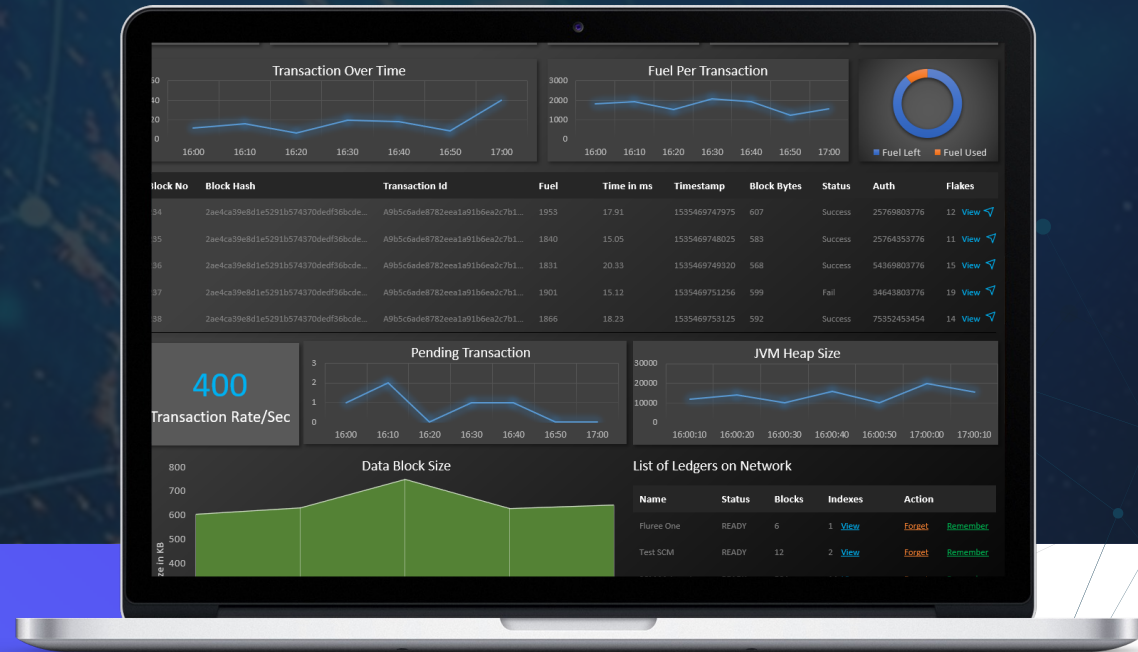 Transaction Over Time
Fuel Per Transaction
40
20
0
16:00 16:10 16:20 16:30 16:40 16:50 17:00
3000
2000
1000
0
16:00 16:10 16:20 16:30 16:40 16:50 17:00
Fuel Left Fuel Used
Block No Block Hash Transaction Id Fuel Time in ms Timestamp Block Bytes Status Auth Flakes
34 2ae4ca39e8d1e5291b574370dedf36bcde... A9b5c6ade8782eea1a91b6ea2c7b1... 1953 17.91 1535469747975 607 Success 25769803776 12 View
35 2ae4ca39e8d1e5291b574370dedf36bcde... A9b5c6ade8782eea1a91b6ea2c7b1... 1840 15.05 1535469748025 583 Success 25764353776 11 View
36 2ae4ca39e8d1e5291b574370dedf36bcde... A9b5c6ade8782eea1a91b6ea2c7b1... 1831 20.33 1535469749320 568 Success 54369803776 15 View
37 2ae4ca39e8d1e5291b574370dedf36bcde... A9b5c6ade8782eea1a91b6ea2c7b1... 1901 15.12 1535469751256 599 Fail 34643803776 19 View
38 2ae4ca39e8d1e5291b574370dedf36bcde... A9b5c6ade8782eea1a91b6ea2c7b1... 1866 18.23 1535469753125 592 Success 75352453454 14 View
400
Transaction Rate/Sec
Pending Transaction
3
2
1
0
16:00 16:10 16:20 16:30 16:40 16:50 17:00
JVM Heap Size
30000
20000
10000
0
16:00:10 16:00:20 16:00:30 16:00:40 16:00:50 17:00:00 17:00:10
Data Block Size
800
700
600
500
400
List of Ledgers on Network
Name Status Blocks Indexes Action
Fluree One READY 6 1 View Forget Remember
Test SCM READY 12 2 View Forget Remember